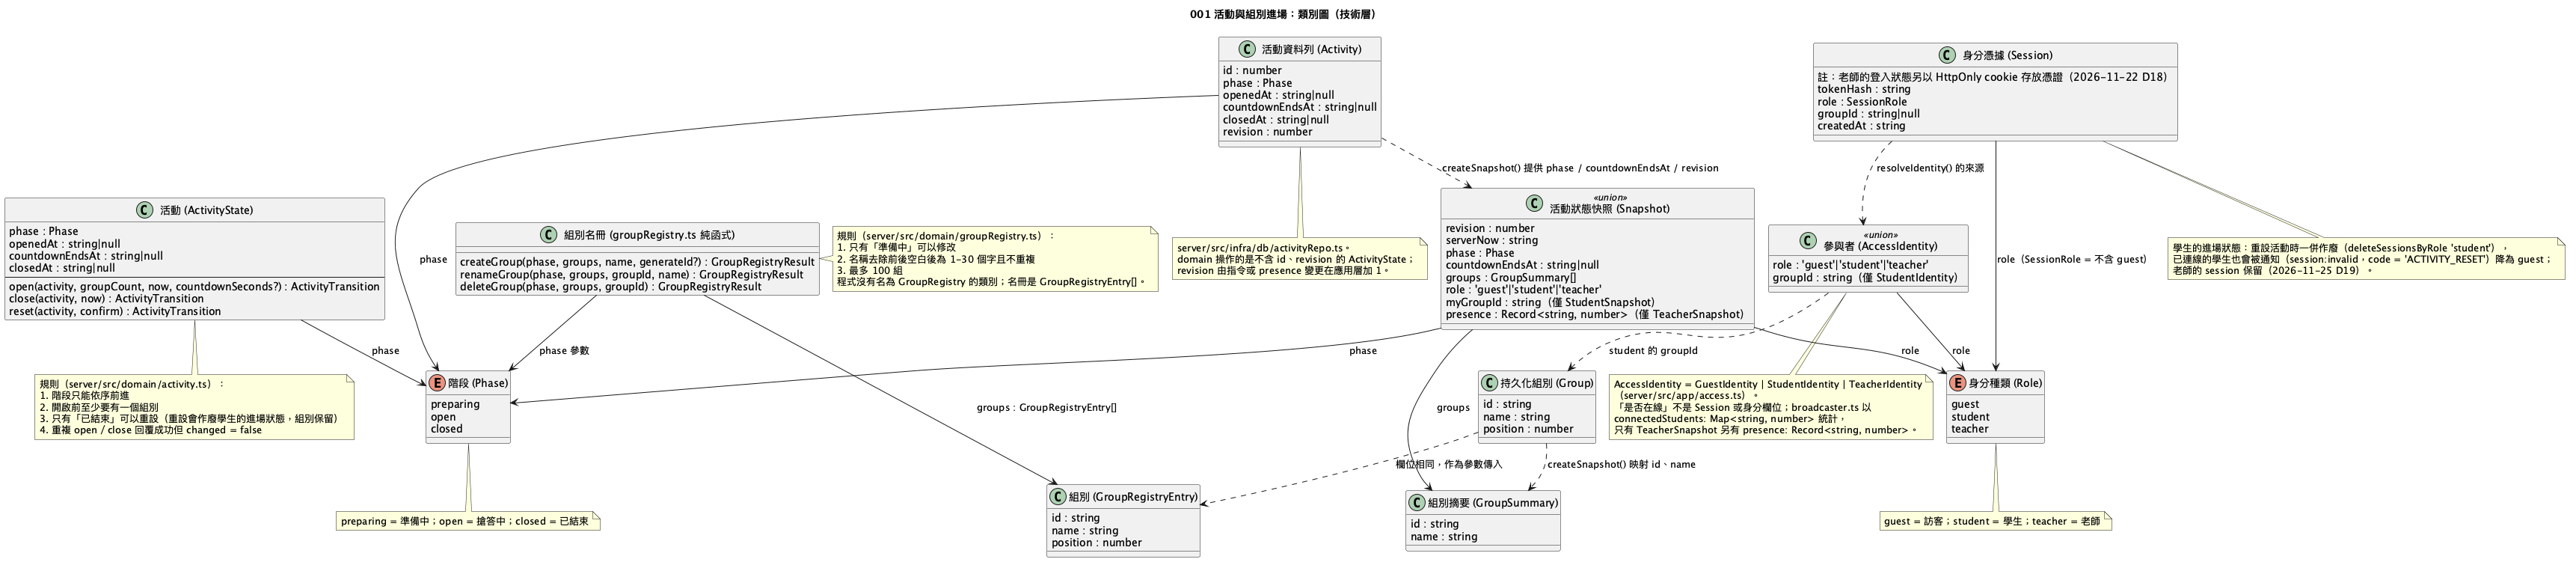 001 活動與組別進場：類別圖（技術層）
活動資料列 (Activity)
id : number
phase : Phase
openedAt : string|null
countdownEndsAt : string|null
closedAt : string|null
revision : number
身分憑據 (Session)
註：老師的登入狀態另以 HttpOnly cookie 存放憑證（2026-11-22 D18）
tokenHash : string
role : SessionRole
groupId : string|null
createdAt : string
createSnapshot() 提供 phase / countdownEndsAt / revision
resolveIdentity() 的來源
活動 (ActivityState)
phase : Phase
openedAt : string|null
countdownEndsAt : string|null
closedAt : string|null
open(activity, groupCount, now, countdownSeconds?) : ActivityTransition
close(activity, now) : ActivityTransition
reset(activity, confirm) : ActivityTransition
phase
組別名冊 (groupRegistry.ts 純函式)
createGroup(phase, groups, name, generateId?) : GroupRegistryResult
renameGroup(phase, groups, groupId, name) : GroupRegistryResult
deleteGroup(phase, groups, groupId) : GroupRegistryResult
規則（server/src/domain/groupRegistry.ts）：
1. 只有「準備中」可以修改
2. 名稱去除前後空白後為 1–30 個字且不重複
3. 最多 100 組
程式沒有名為 GroupRegistry 的類別；名冊是 GroupRegistryEntry[]。
server/src/infra/db/activityRepo.ts。
domain 操作的是不含 id、revision 的 ActivityState；
revision 由指令或 presence 變更在應用層加 1。
«union»
活動狀態快照 (Snapshot)
revision : number
serverNow : string
phase : Phase
countdownEndsAt : string|null
groups : GroupSummary[]
role : 'guest'|'student'|'teacher'
myGroupId : string（僅 StudentSnapshot）
presence : Record<string, number>（僅 TeacherSnapshot）
«union»
參與者 (AccessIdentity)
role : 'guest'|'student'|'teacher'
groupId : string（僅 StudentIdentity）
role（SessionRole = 不含 guest)
學生的進場狀態：重設活動時一併作廢（deleteSessionsByRole 'student'），
已連線的學生也會被通知（session:invalid，code = 'ACTIVITY_RESET'）降為 guest；
老師的 session 保留（2026-11-25 D19）。
phase
phase 參數
phase
student 的 groupId
role
role
規則（server/src/domain/activity.ts）：
1. 階段只能依序前進
2. 開啟前至少要有一個組別
3. 只有「已結束」可以重設（重設會作廢學生的進場狀態，組別保留）
4. 重複 open / close 回覆成功但 changed = false
階段 (Phase)
preparing
open
closed
groups : GroupRegistryEntry[]
groups
持久化組別 (Group)
id : string
name : string
position : number
AccessIdentity = GuestIdentity | StudentIdentity | TeacherIdentity
（server/src/app/access.ts）。
「是否在線」不是 Session 或身分欄位；broadcaster.ts 以
connectedStudents: Map<string, number> 統計，
只有 TeacherSnapshot 另有 presence: Record<string, number>。
身分種類 (Role)
guest
student
teacher
欄位相同，作為參數傳入
createSnapshot() 映射 id、name
preparing = 準備中；open = 搶答中；closed = 已結束
組別 (GroupRegistryEntry)
id : string
name : string
position : number
組別摘要 (GroupSummary)
id : string
name : string
guest = 訪客；student = 學生；teacher = 老師